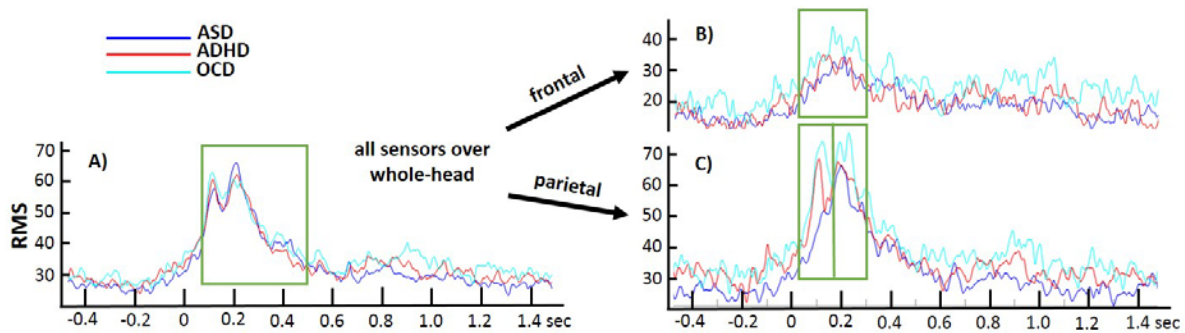 ASD
ADHD
OCD
A)
RMS
70
60
50
40
30
-0.4 -0.2 0 0.2 0.4 0.6 0.8 1.0 1.2 1.4 sec
all sensors over
whole-head
frontal
parietal
B)
40
30
20
C)
70
60
50
40
30
-0.4 -0.2 0 0.2 0.4 0.6 0.8 1.0 1.2 1.4 sec